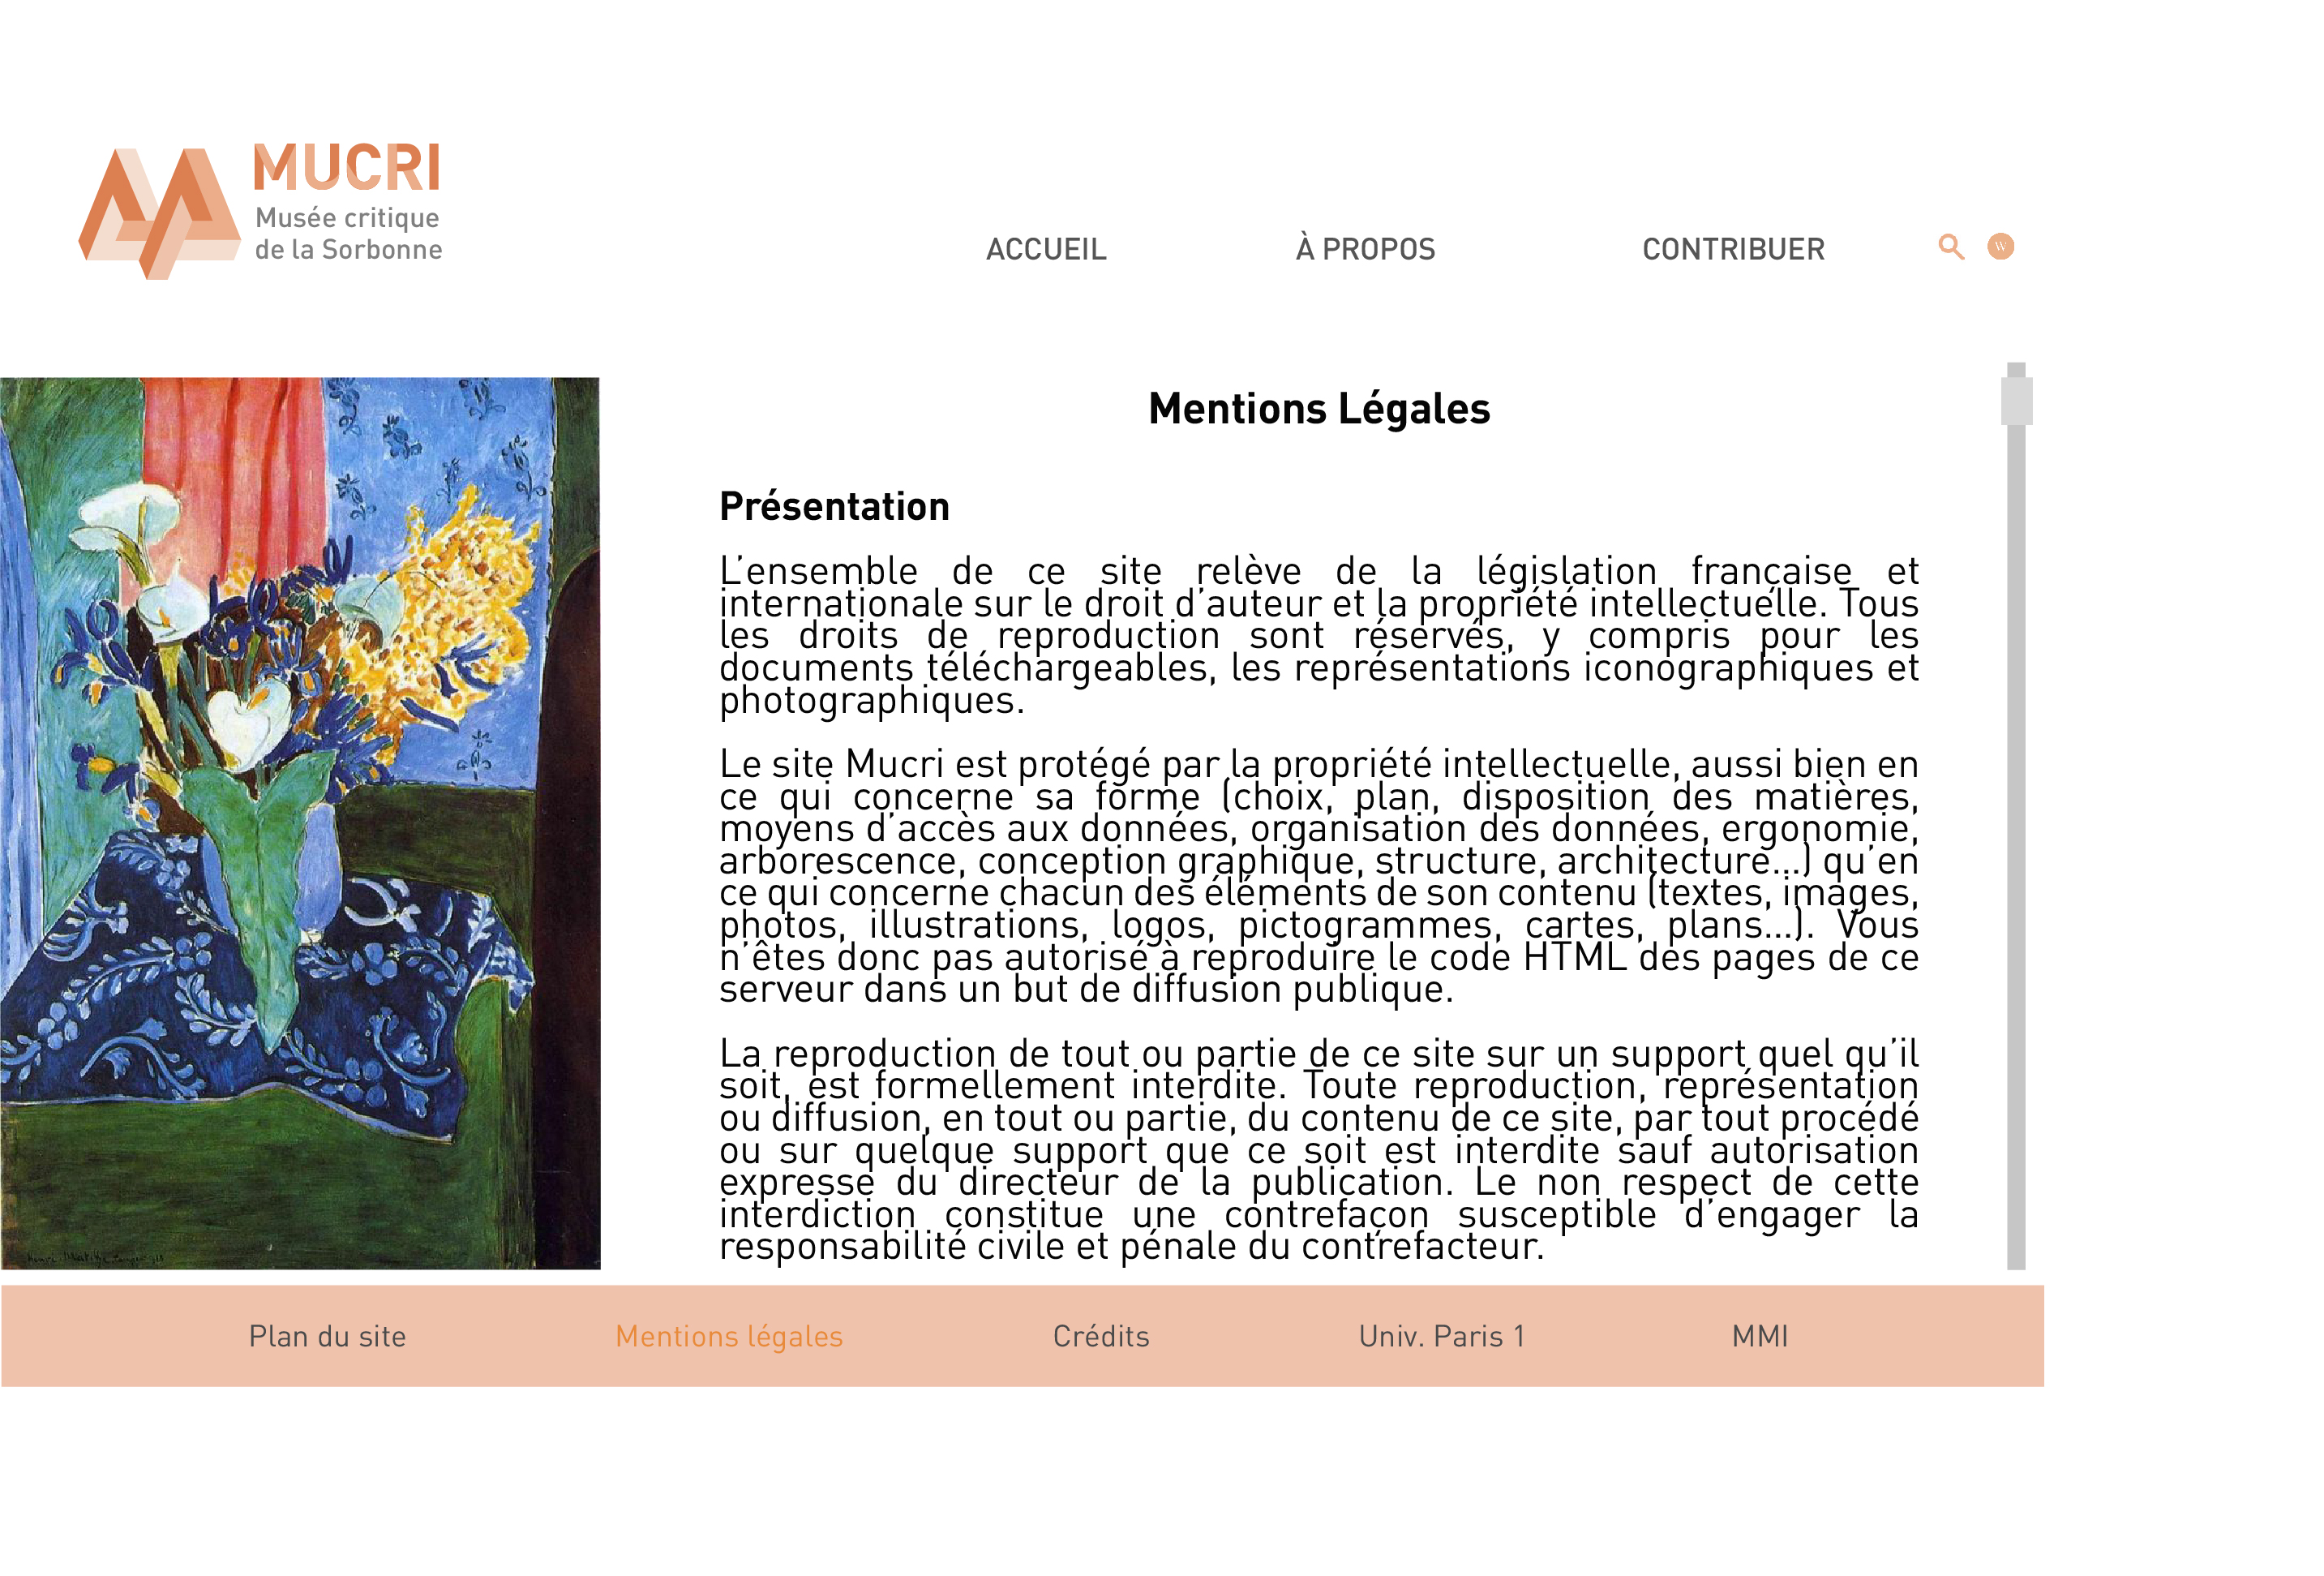 MUCRI
Musée critique
de la Sorbonne
ACCUEIL
À PROPOS
CONTRIBUER
W
Mentions Légales
Présentation
L’ensemble de ce site relève de la législation française et
internationale sur le droit d’auteur et la propriété intellectuelle. Tous
les droits de reproduction sont réservés, y compris pour les
documents téléchargeables, les représentations iconographiques et
photographiques.
Le site Mucri est protégé par la propriété intellectuelle, aussi bien en
ce qui concerne sa forme (choix, plan, disposition des matières,
moyens d’accès aux données, organisation des données, ergonomie,
arborescence, conception graphique, structure, architecture...) qu’en
ce qui concerne chacun des éléments de son contenu (textes, images,
photos, illustrations, logos, pictogrammes, cartes, plans...). Vous
n’êtes donc pas autorisé à reproduire le code HTML des pages de ce
serveur dans un but de diffusion publique.
La reproduction de tout ou partie de ce site sur un support quel qu’il
soit, est formellement interdite. Toute reproduction, représentation
ou diffusion, en tout ou partie, du contenu de ce site, par tout procédé
ou sur quelque support que ce soit est interdite sauf autorisation
expresse du directeur de la publication. Le non respect de cette
interdiction constitue une contrefaçon susceptible d’engager la
responsabilité civile et pénale du contrefacteur.
Henri. Matisse
Plan du site
Mentions légales
Crédits
Univ. Paris 1
MMI